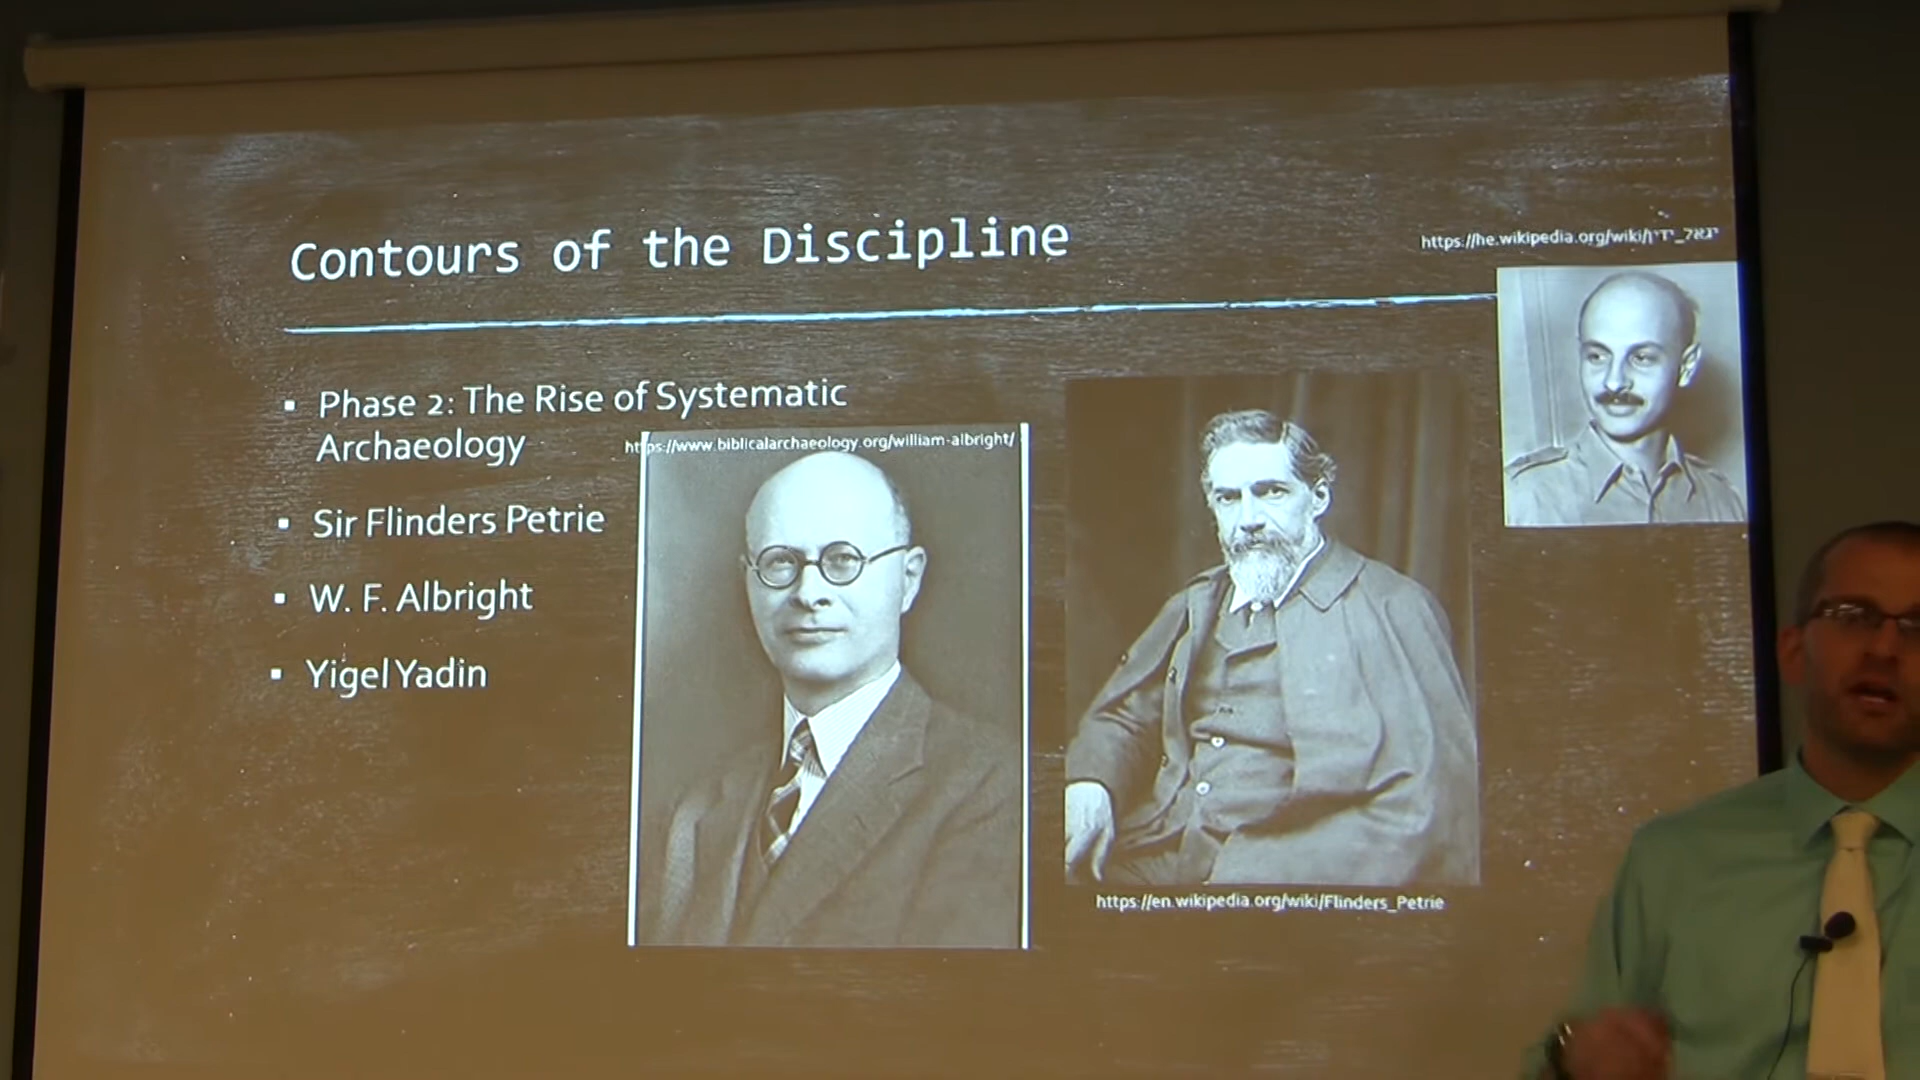 Contours of the Discipline
https://he.wikipedia.org/wiki/יגאל_ידין
▪ Phase 2: The Rise of Systematic
Archaeology
https://www.biblicalarchaeology.org/william-albright/
▪ Sir Flinders Petrie
▪ W. F. Albright
▪ Yigel Yadin
https://en.wikipedia.org/wiki/Flinders_Petrie